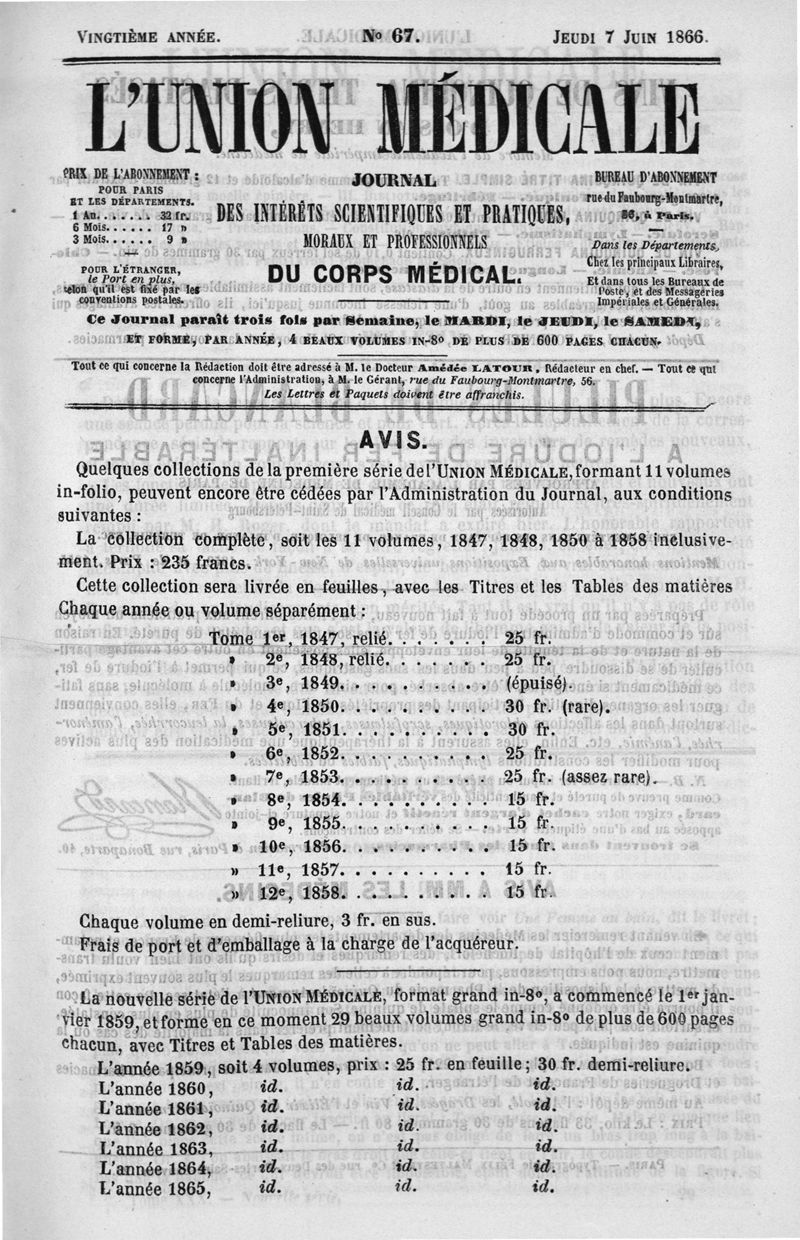 VINGTIÈME ANNÉE. No 67. JEUDI 7 JUIN 1866.
L'UNION MÉDICALE
PRIX DE L'ABONNEMENT :
POUR PARIS
ET LES DÉPARTEMENTS.
1 An....... 32 fr.
6 Mois...... 17 »
3 Mois...... 9 »
POUR L'ÉTRANGER,
le Port en plus,
selon qu'il est fixé par les
conventions postales.
JOURNAL
DES INTÉRÊTS SCIENTIFIQUES ET PRATIQUES,
MORAUX ET PROFESSIONNELS
DU CORPS MÉDICAL.
BUREAU D'ABONNEMENT
rue du Faubourg-Montmartre,
56, à Paris.
Dans les Départements,
Chez les principaux Libraires,
Et dans tous les Bureaux de
Poste, et des Messageries
Impériales et Générales.
Ce Journal paraît trois fois par Semaine, le MARDI, le JEUDI, le SAMEDI,
ET FORME, PAR ANNÉE, 4 BEAUX VOLUMES IN-8o DE PLUS DE 600 PAGES CHACUN.
Tout ce qui concerne la Rédaction doit être adressé à M. le Docteur Amédée LATOUR, Rédacteur en chef. — Tout ce qui
concerne l'Administration, à M. le Gérant, rue du Faubourg-Montmartre, 56.
Les Lettres et Paquets doivent être affranchis.
AVIS.
Quelques collections de la première série de l'UNION MÉDICALE, formant 11 volumes
in-folio, peuvent encore être cédées par l'Administration du Journal, aux conditions
suivantes :
La collection complète, soit les 11 volumes, 1847, 1848, 1850 à 1858 inclusive-
ment. Prix : 235 francs.
Cette collection sera livrée en feuilles, avec les Titres et les Tables des matières
Chaque année ou volume séparément :
Tome 1er, 1847, relié. . . . . . . 25 fr.
» 2e, 1848, relié. . . . . . . 25 fr.
» 3e, 1849. . . . . . . . . . (épuisé).
» 4e, 1850. . . . . . . . . . 30 fr. (rare).
» 5e, 1851. . . . . . . . . . 30 fr.
» 6e, 1852. . . . . . . . . . 25 fr.
» 7e, 1853. . . . . . . . . . 25 fr. (assez rare).
» 8e, 1854. . . . . . . . . . 15 fr.
» 9e, 1855. . . . . . . . . . 15 fr.
» 10e, 1856. . . . . . . . . . 15 fr.
» 11e, 1857. . . . . . . . . . 15 fr.
» 12e, 1858. . . . . . . . . . 15 fr.
Chaque volume en demi-reliure, 3 fr. en sus.
Frais de port et d'emballage à la charge de l'acquéreur.
La nouvelle série de l'UNION MÉDICALE, format grand in-8o, a commencé le 1er jan-
vier 1859, et forme en ce moment 29 beaux volumes grand in-8o de plus de 600 pages
chacun, avec Titres et Tables des matières.
L'année 1859, soit 4 volumes, prix : 25 fr. en feuille ; 30 fr. demi-reliure.
L'année 1860, id. id. id.
L'année 1861, id. id. id.
L'année 1862, id. id. id.
L'année 1863, id. id. id.
L'année 1864, id. id. id.
L'année 1865, id. id. id.